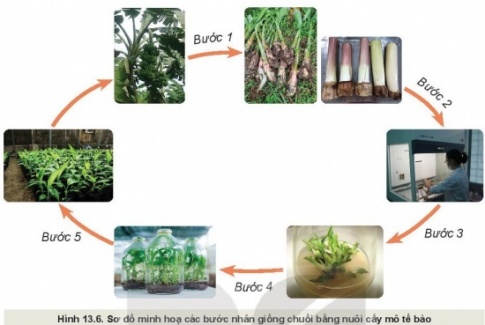 Bước 1
Bước 2
Bước 3
Bước 4
Bước 5
Hình 13.6. Sơ đồ minh hoạ các bước nhân giống chuối bằng nuôi cấy mô tế bào